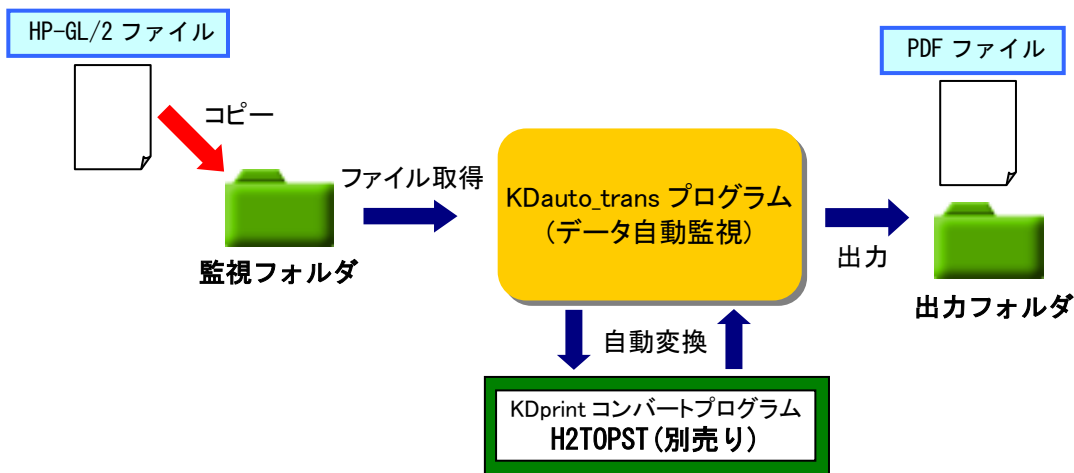 HP-GL/2 ファイル
コピー
監視フォルダ
ファイル取得
KDauto_trans プログラム
(データ自動監視)
自動変換
KDprint コンバートプログラム
H2TOPST(別売り)
出力
PDF ファイル
出力フォルダ